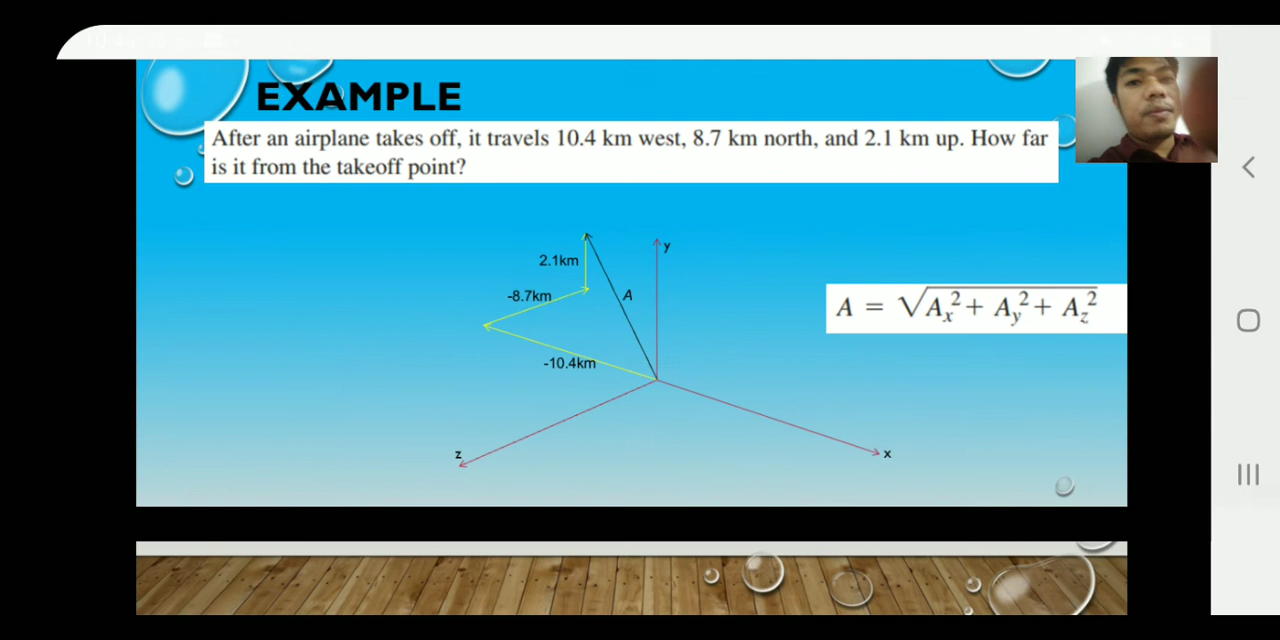 EXAMPLE
After an airplane takes off, it travels 10.4 km west, 8.7 km north, and 2.1 km up. How far
is it from the takeoff point?
y
2.1km
-8.7km
A
A = √Ax² + Ay² + Az²
-10.4km
z
x